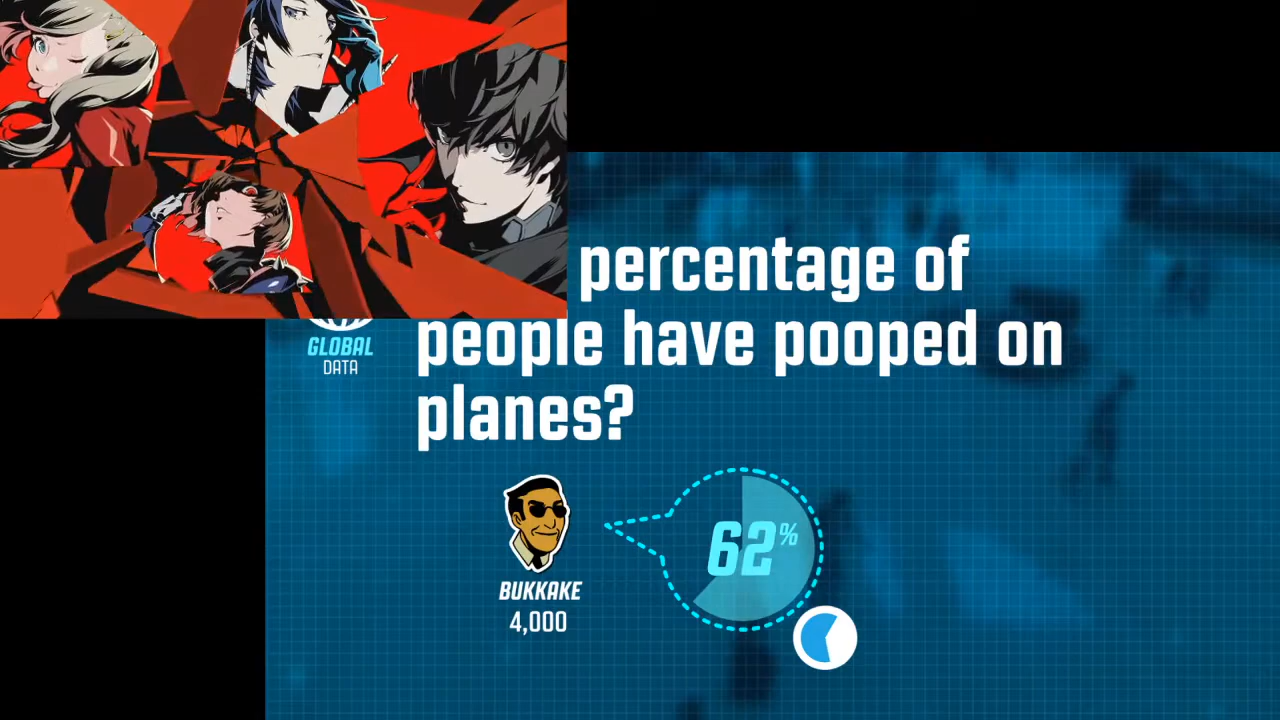 percentage of
people have pooped on
planes?
GLOBAL
DATA
62%
BUKKAKE
4,000